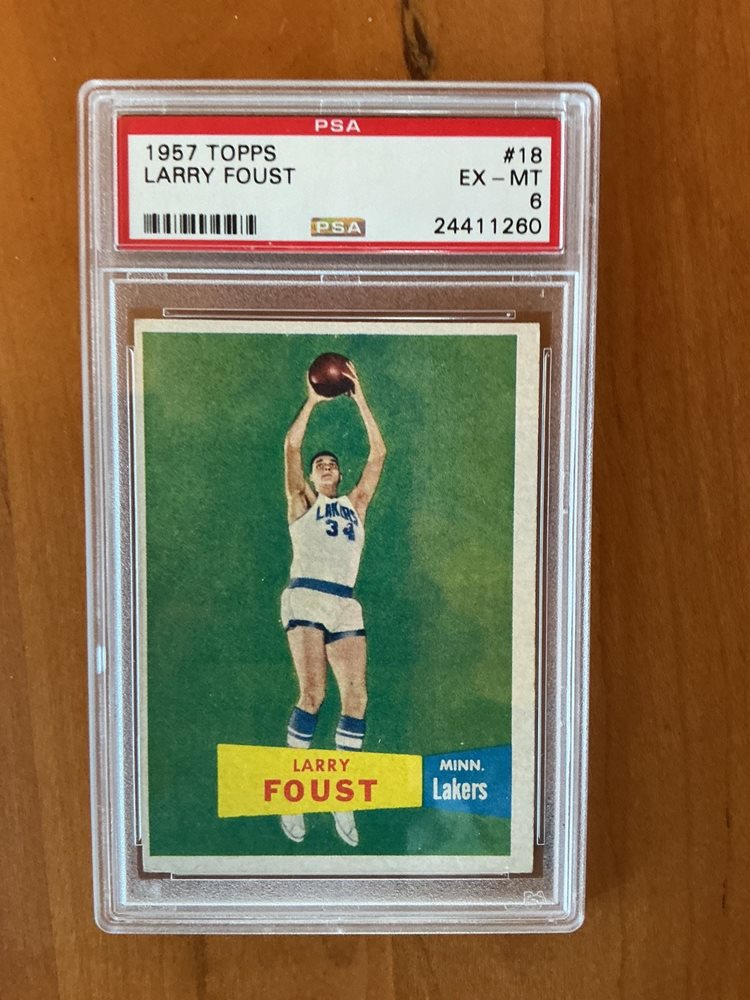 PSA
1957 TOPPS #18
LARRY FOUST EX-MT
6
PSA 24411260
LAKERS
34
LARRY MINN.
FOUST Lakers